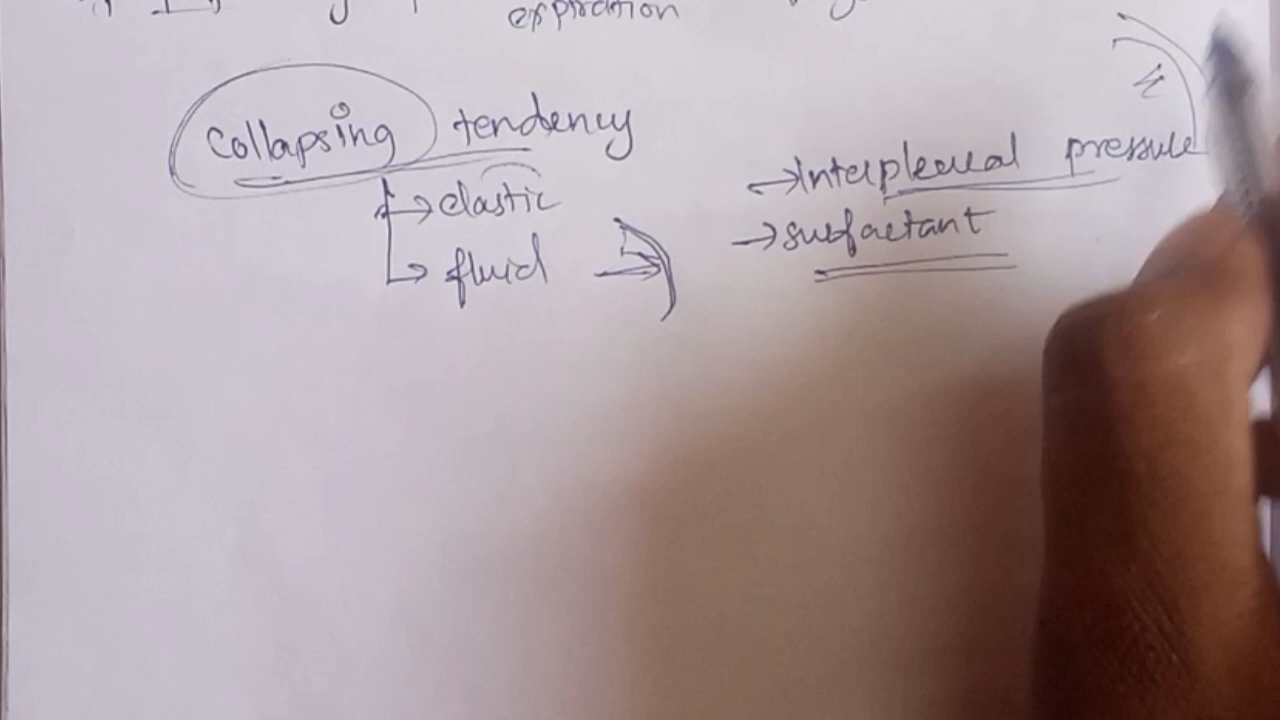 expiration
Collapsing tendency
→ elastic
→ fluid
→ Interpleural pressure
→ surfactant